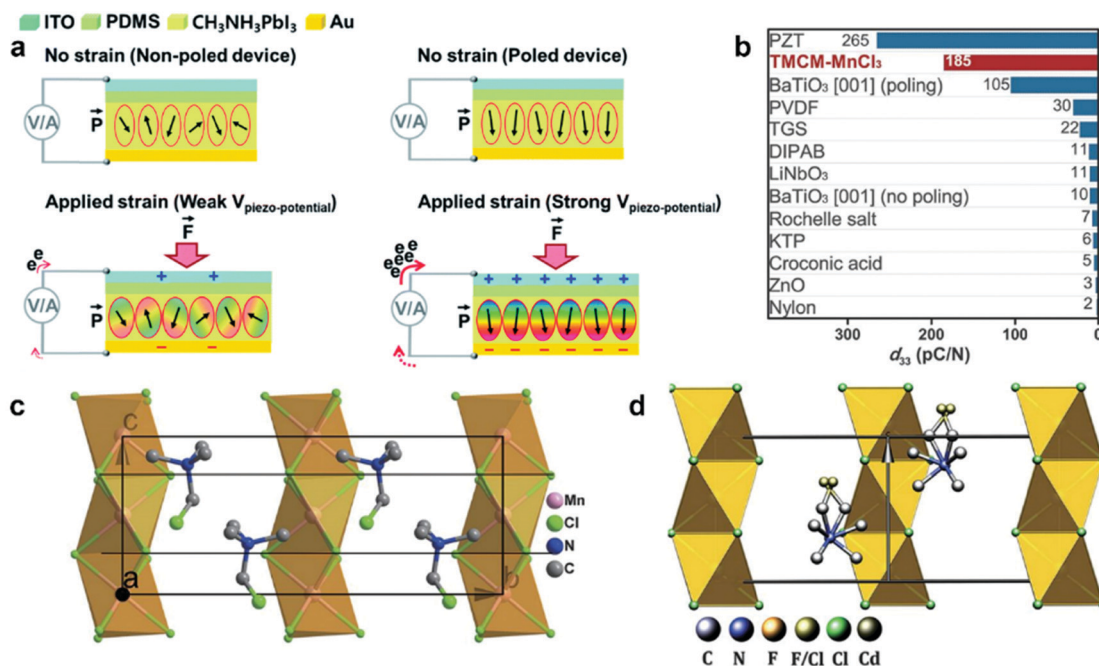 ITO PDMS CH₃NH₃PbI₃ Au
a
No strain (Non-poled device) No strain (Poled device)
V/A P V/A P
Applied strain (Weak V piezo-potential) Applied strain (Strong V piezo-potential)
F F
e e e e e e e
+ + + + + + + +
V/A P V/A P
− − − − − − − −
b
PZT 265
TMCM-MnCl₃ 185
BaTiO₃ [001] (poling) 105
PVDF 30
TGS 22
DIPAB 11
LiNbO₃ 11
BaTiO₃ [001] (no poling) 10
Rochelle salt 7
KTP 6
Croconic acid 5
ZnO 3
Nylon 2
300 200 100 0
d₃₃ (pC/N)
c
c
a b
Mn
Cl
N
C
d
C N F F/Cl Cl Cd